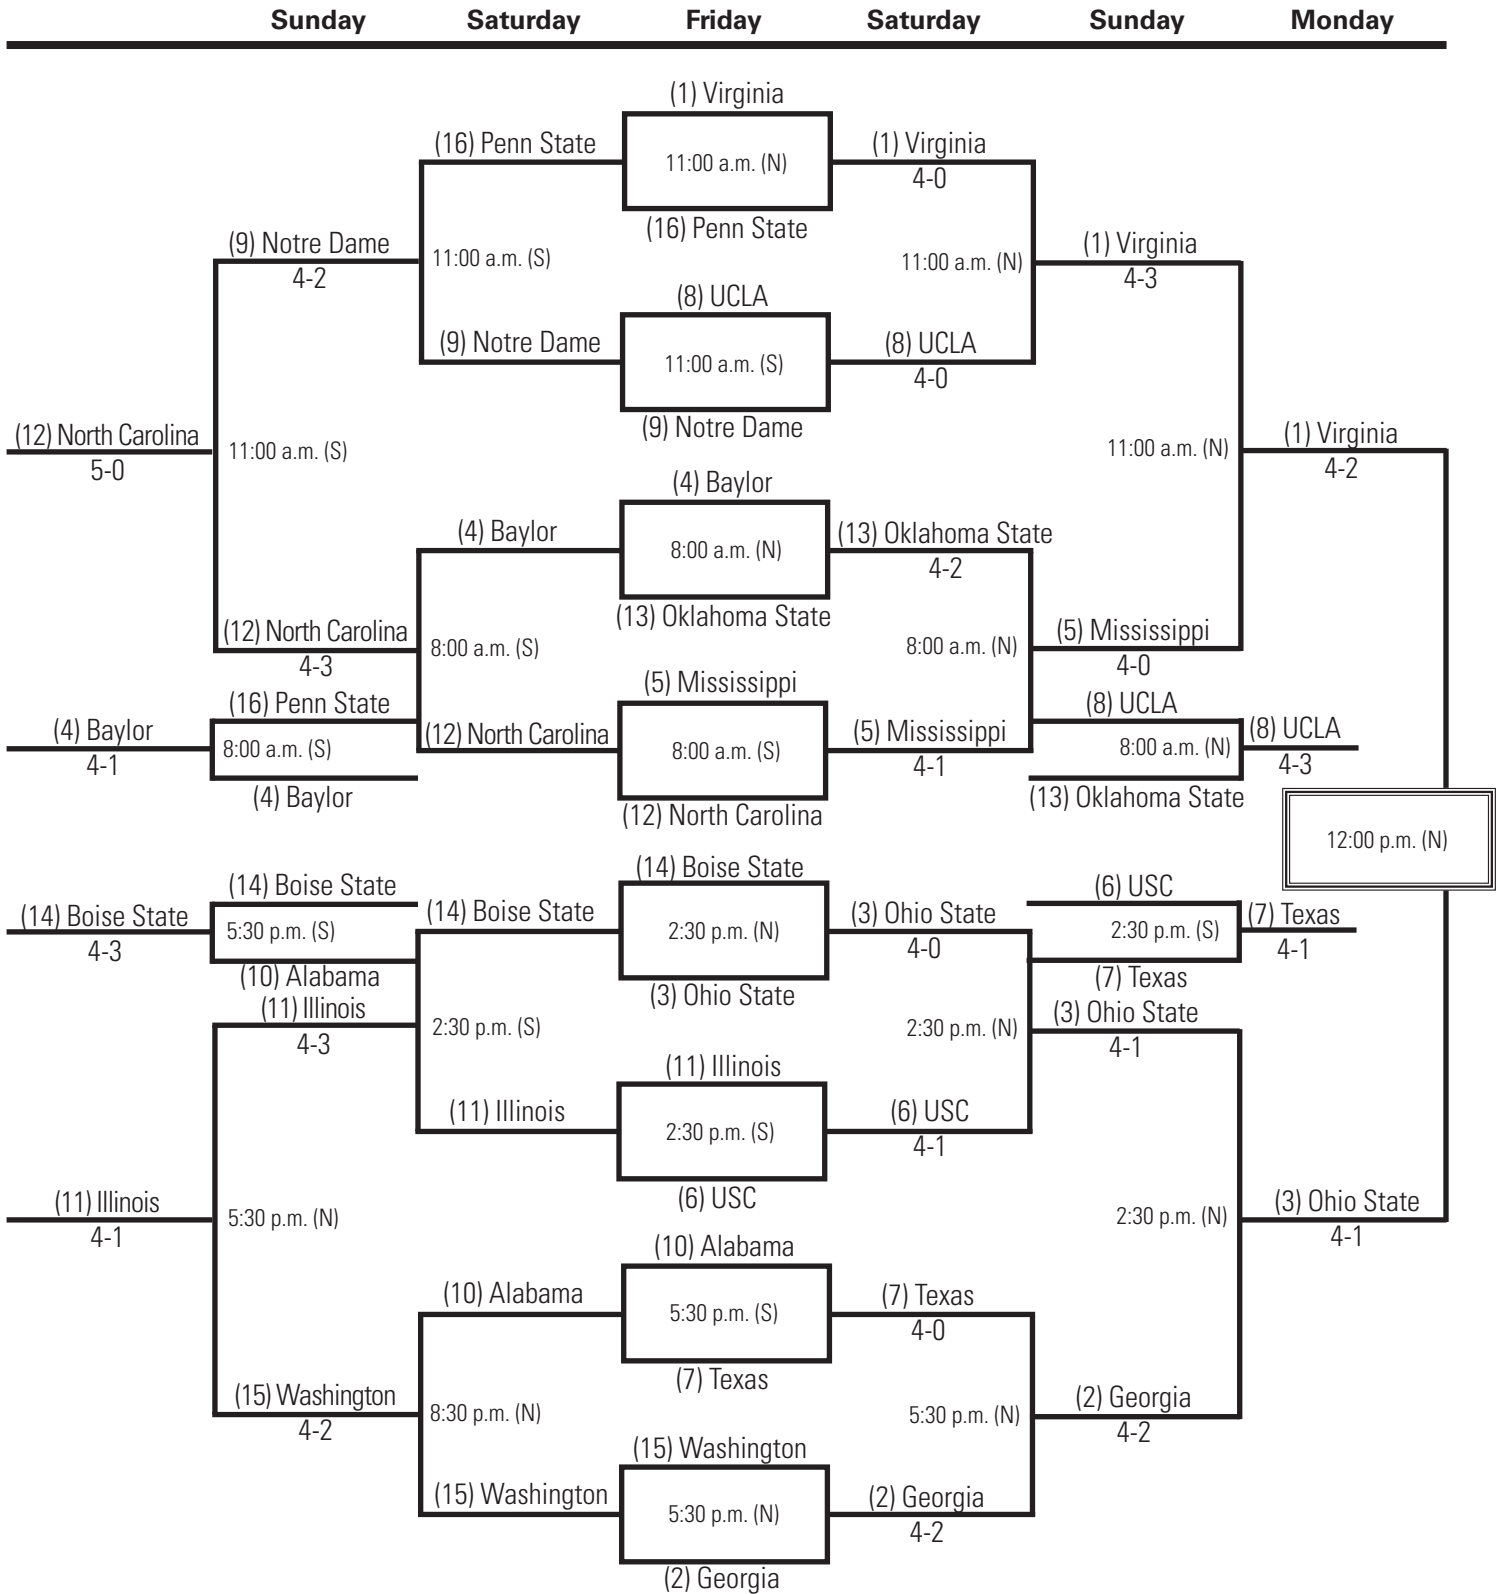 Sunday Saturday Friday Saturday Sunday Monday
(1) Virginia
(16) Penn State 11:00 a.m. (N) (1) Virginia
4-0
(16) Penn State
(9) Notre Dame 11:00 a.m. (S) 11:00 a.m. (N) (1) Virginia
4-2 4-3
(8) UCLA
(9) Notre Dame 11:00 a.m. (S) (8) UCLA
4-0
(9) Notre Dame
(12) North Carolina 11:00 a.m. (S) 11:00 a.m. (N) (1) Virginia
5-0 4-2
(4) Baylor
(4) Baylor 8:00 a.m. (N) (13) Oklahoma State
4-2
(13) Oklahoma State
(12) North Carolina 8:00 a.m. (S) 8:00 a.m. (N) (5) Mississippi
4-3 4-0
(5) Mississippi
(16) Penn State (8) UCLA
(4) Baylor 8:00 a.m. (S) (12) North Carolina 8:00 a.m. (S) (5) Mississippi 8:00 a.m. (N) (8) UCLA
4-1 4-1 4-3
(4) Baylor (13) Oklahoma State
(12) North Carolina
12:00 p.m. (N)
(14) Boise State
(14) Boise State (6) USC
(14) Boise State 5:30 p.m. (S) (14) Boise State 2:30 p.m. (N) (3) Ohio State 2:30 p.m. (S) (7) Texas
4-3 4-0 4-1
(10) Alabama (7) Texas
(3) Ohio State
(11) Illinois 2:30 p.m. (S) 2:30 p.m. (N) (3) Ohio State
4-3 4-1
(11) Illinois
(11) Illinois 2:30 p.m. (S) (6) USC
4-1
(6) USC
(11) Illinois 5:30 p.m. (N) 2:30 p.m. (N) (3) Ohio State
4-1 4-1
(10) Alabama
(10) Alabama 5:30 p.m. (S) (7) Texas
4-0
(7) Texas
(15) Washington 8:30 p.m. (N) 5:30 p.m. (N) (2) Georgia
4-2 4-2
(15) Washington
(15) Washington 5:30 p.m. (N) (2) Georgia
4-2
(2) Georgia